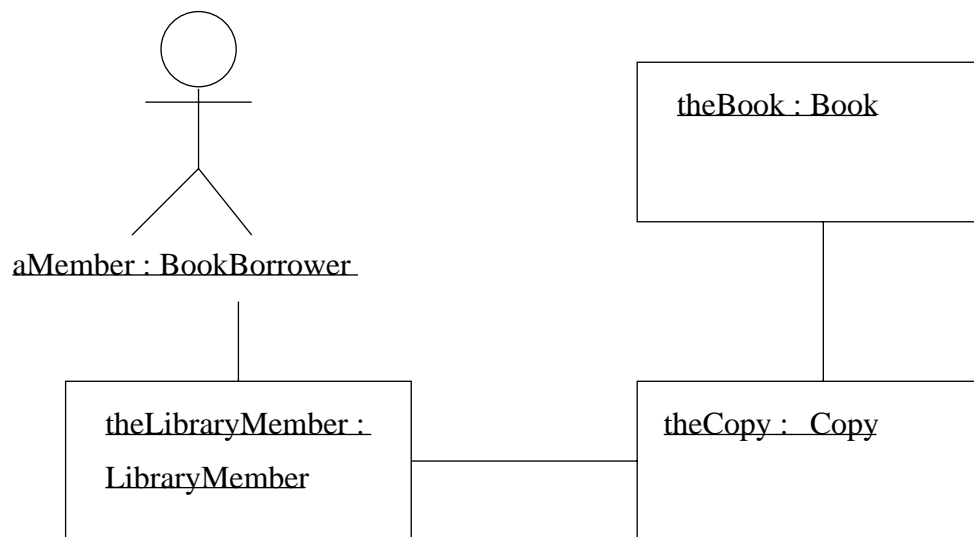 theBook : Book
aMember : BookBorrower
theLibraryMember :
LibraryMember
theCopy :  Copy